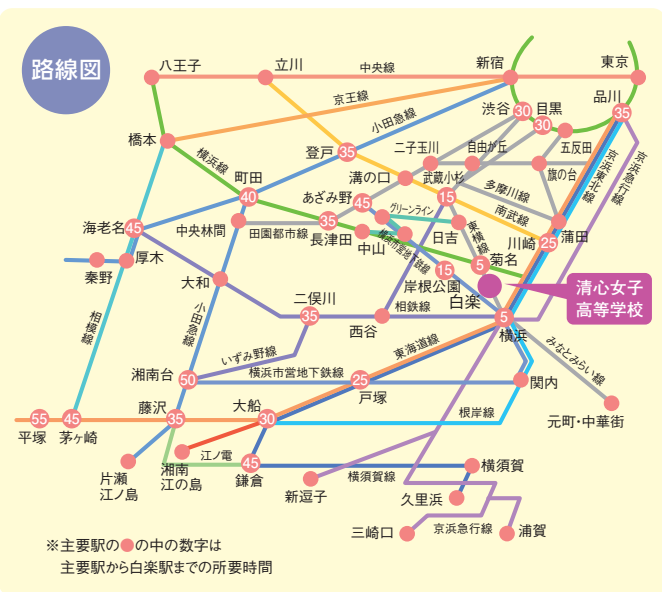 路線図
八王子
立川
中央線
新宿
東京
京王線
小田急線
渋谷
30
目黒
30
品川
35
橋本
横浜線
登戸
35
二子玉川
自由が丘
五反田
旗の台
京浜東北線
京浜急行線
溝の口
武蔵小杉
15
多摩川線
町田
40
あざみ野
45
グリーンライン
南武線
蒲田
海老名
45
中央林間
田園都市線
35
長津田
中山
横浜市営地下鉄線
日吉
東横線
川崎
25
菊名
5
秦野
厚木
大和
岸根公園
15
白楽
清心女子
高等学校
相模線
小田急線
二俣川
35
西谷
相鉄線
5
横浜
いずみ野線
東海道線
みなとみらい線
湘南台
50
横浜市営地下鉄線
25
戸塚
関内
藤沢
35
大船
30
根岸線
元町・中華街
55
平塚
45
茅ヶ崎
江ノ電
片瀬
江ノ島
湘南
江の島
45
鎌倉
新逗子
横須賀線
横須賀
久里浜
三崎口
京浜急行線
浦賀
※主要駅の●の中の数字は
主要駅から白楽駅までの所要時間